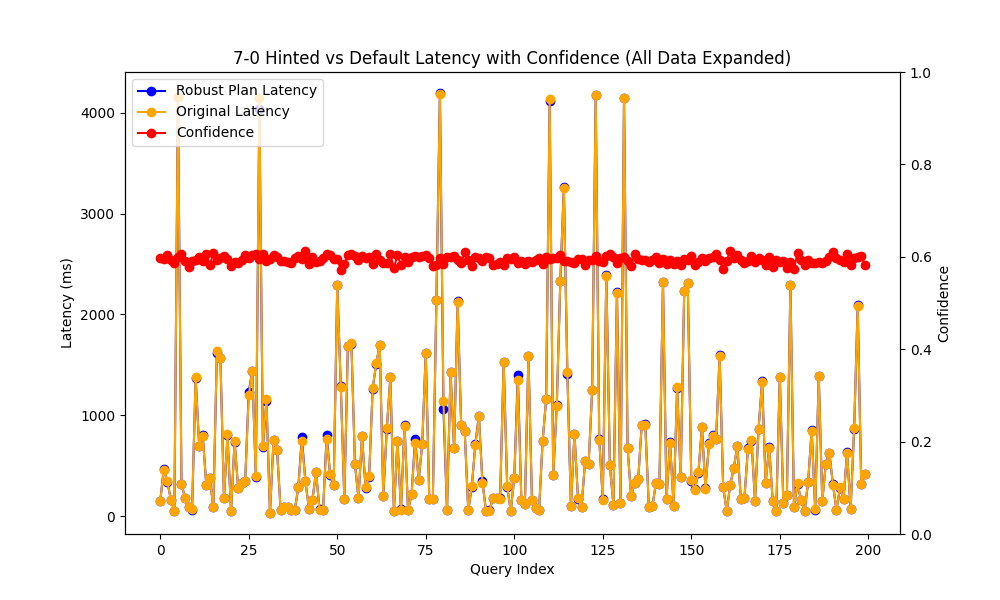 7-0 Hinted vs Default Latency with Confidence (All Data Expanded)
Robust Plan Latency
Original Latency
Confidence
Latency (ms)
4000
3000
2000
1000
0
1.0
0.8
0.6
0.4
0.2
0.0
Confidence
0 25 50 75 100 125 150 175 200
Query Index